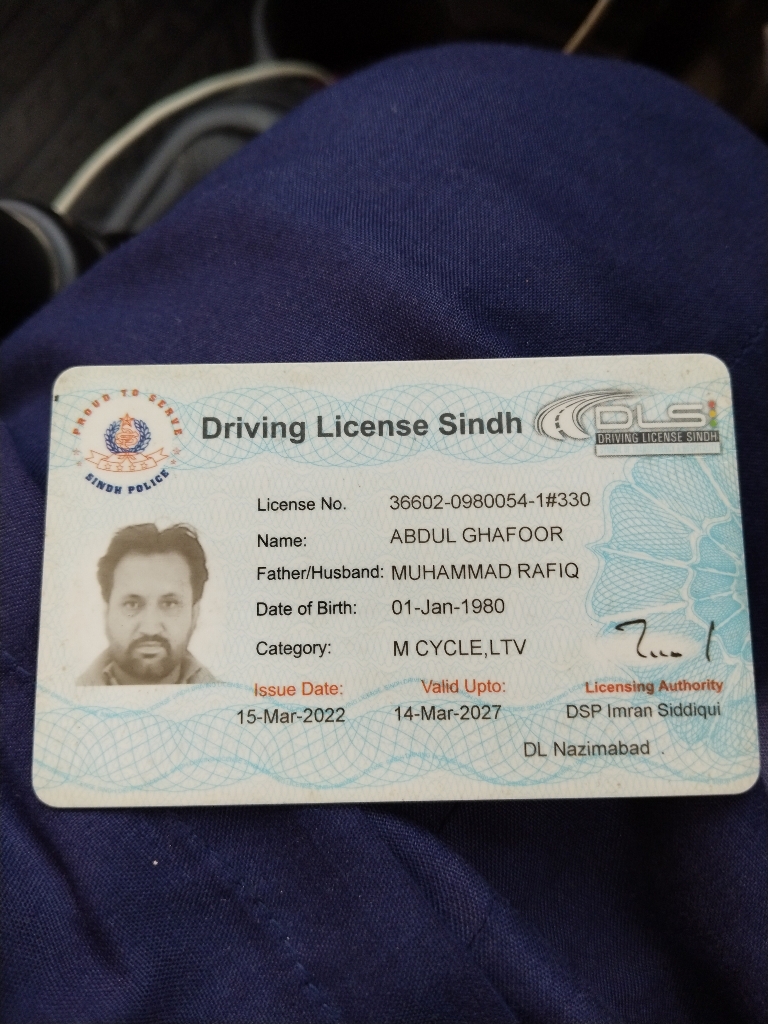 PROUD TO SERVE
SINDH POLICE
Driving License Sindh
DLS
DRIVING LICENSE SINDH
License No. 36602-0980054-1#330
Name: ABDUL GHAFOOR
Father/Husband: MUHAMMAD RAFIQ
Date of Birth: 01-Jan-1980
Category: M CYCLE,LTV
Issue Date: Valid Upto: Licensing Authority
15-Mar-2022 14-Mar-2027 DSP Imran Siddiqui
DL Nazimabad .